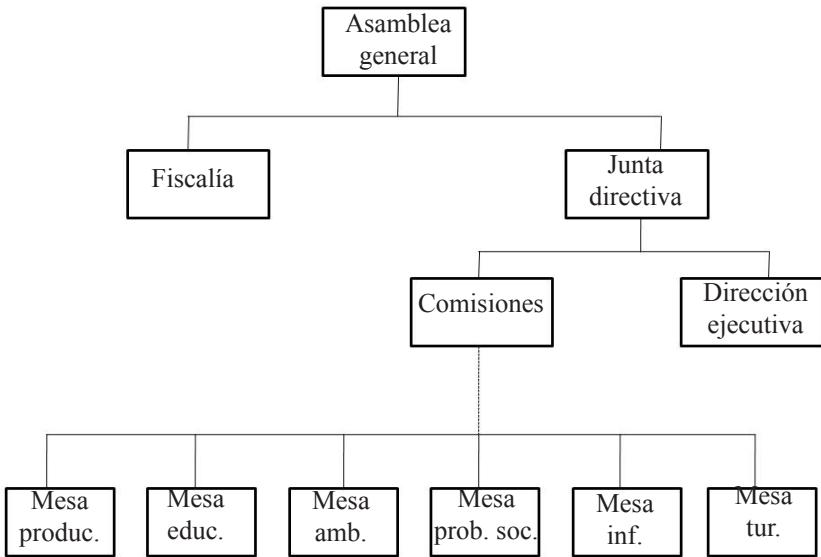 Asamblea
general
Fiscalía
Junta
directiva
Comisiones
Dirección
ejecutiva
Mesa
produc.
Mesa
educ.
Mesa
amb.
Mesa
prob. soc.
Mesa
inf.
Mesa
tur.